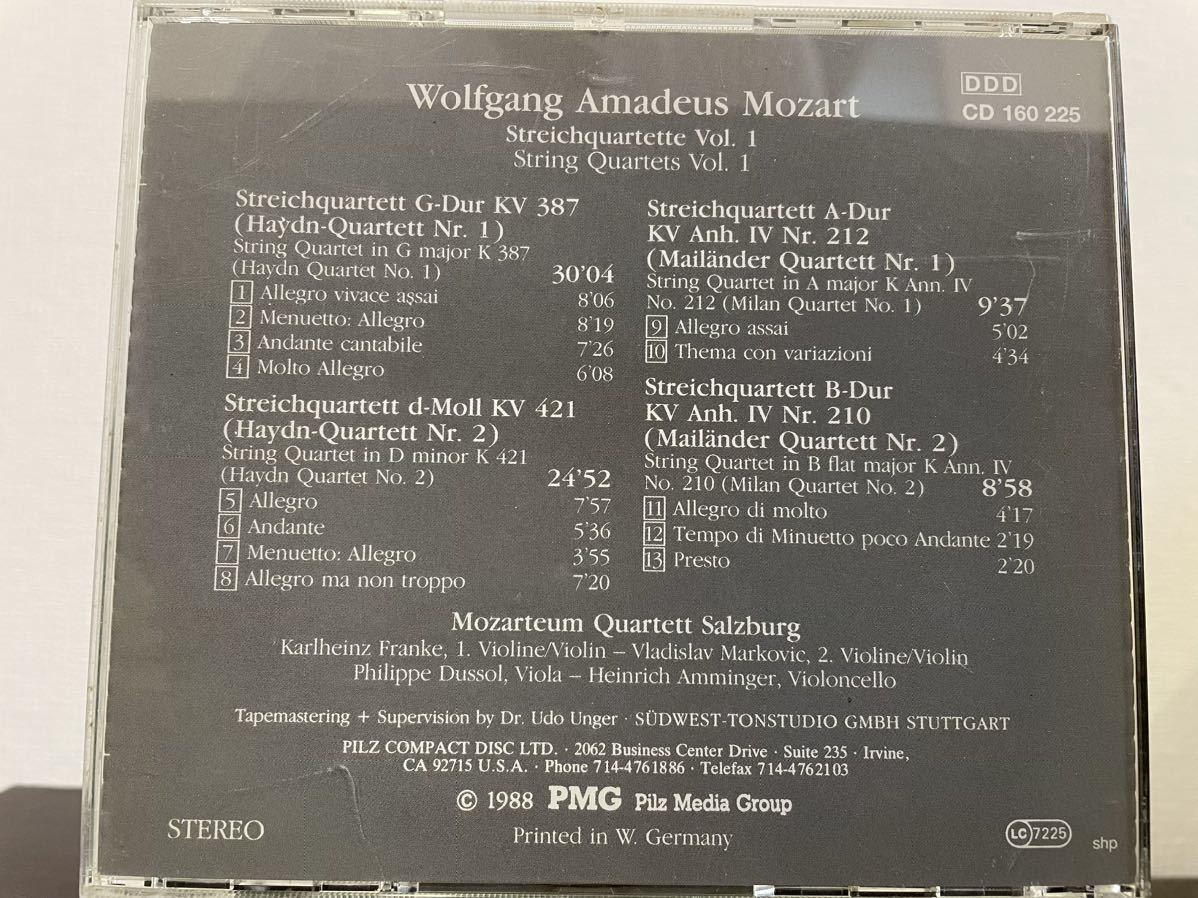 Wolfgang Amadeus Mozart
Streichquartette Vol. 1
String Quartets Vol. 1
DDD
CD 160 225
Streichquartett G-Dur KV 387
(Haydn-Quartett Nr. 1)
String Quartet in G major K 387
(Haydn Quartet No. 1) 30'04
1 Allegro vivace assai 8'06
2 Menuetto: Allegro 8'19
3 Andante cantabile 7'26
4 Molto Allegro 6'08
Streichquartett d-Moll KV 421
(Haydn-Quartett Nr. 2)
String Quartet in D minor K 421
(Haydn Quartet No. 2) 24'52
5 Allegro 7'57
6 Andante 5'36
7 Menuetto: Allegro 3'55
8 Allegro ma non troppo 7'20
Streichquartett A-Dur
KV Anh. IV Nr. 212
(Mailänder Quartett Nr. 1)
String Quartet in A major K Ann. IV
No. 212 (Milan Quartet No. 1) 9'37
9 Allegro assai 5'02
10 Thema con variazioni 4'34
Streichquartett B-Dur
KV Anh. IV Nr. 210
(Mailänder Quartett Nr. 2)
String Quartet in B flat major K Ann. IV
No. 210 (Milan Quartet No. 2) 8'58
11 Allegro di molto 4'17
12 Tempo di Minuetto poco Andante 2'19
13 Presto 2'20
Mozarteum Quartett Salzburg
Karlheinz Franke, 1. Violine/Violin – Vladislav Markovic, 2. Violine/Violin
Philippe Dussol, Viola – Heinrich Amminger, Violoncello
Tapemastering + Supervision by Dr. Udo Unger · SÜDWEST-TONSTUDIO GMBH STUTTGART
PILZ COMPACT DISC LTD. · 2062 Business Center Drive · Suite 235 · Irvine,
CA 92715 U.S.A. · Phone 714-4761886 · Telefax 714-4762103
© 1988 PMG Pilz Media Group
STEREO
Printed in W. Germany
LC 7225
shp